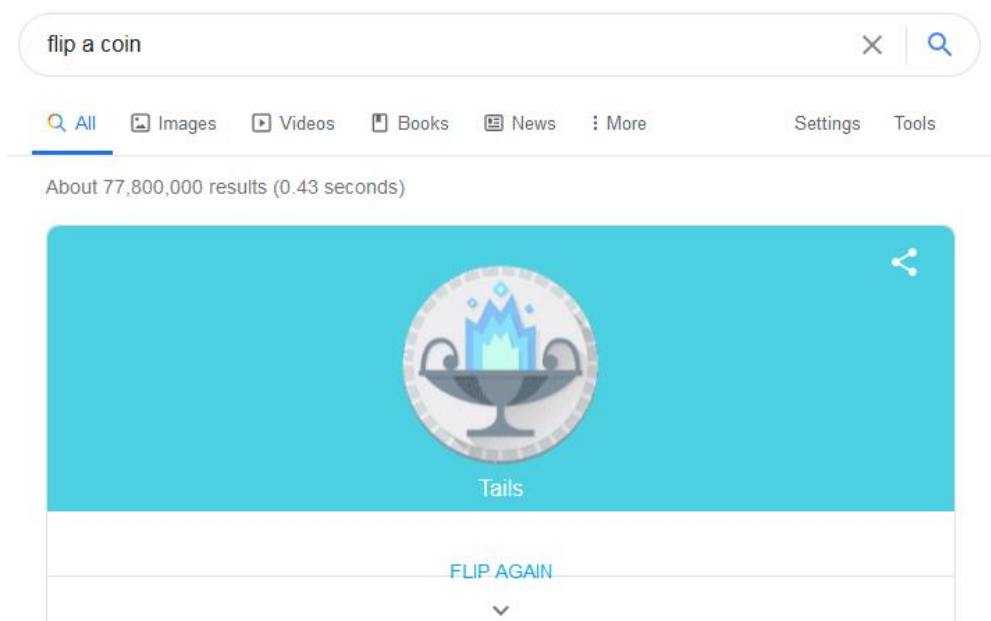 flip a coin
All Images Videos Books News More Settings Tools
About 77,800,000 results (0.43 seconds)
Tails
FLIP AGAIN